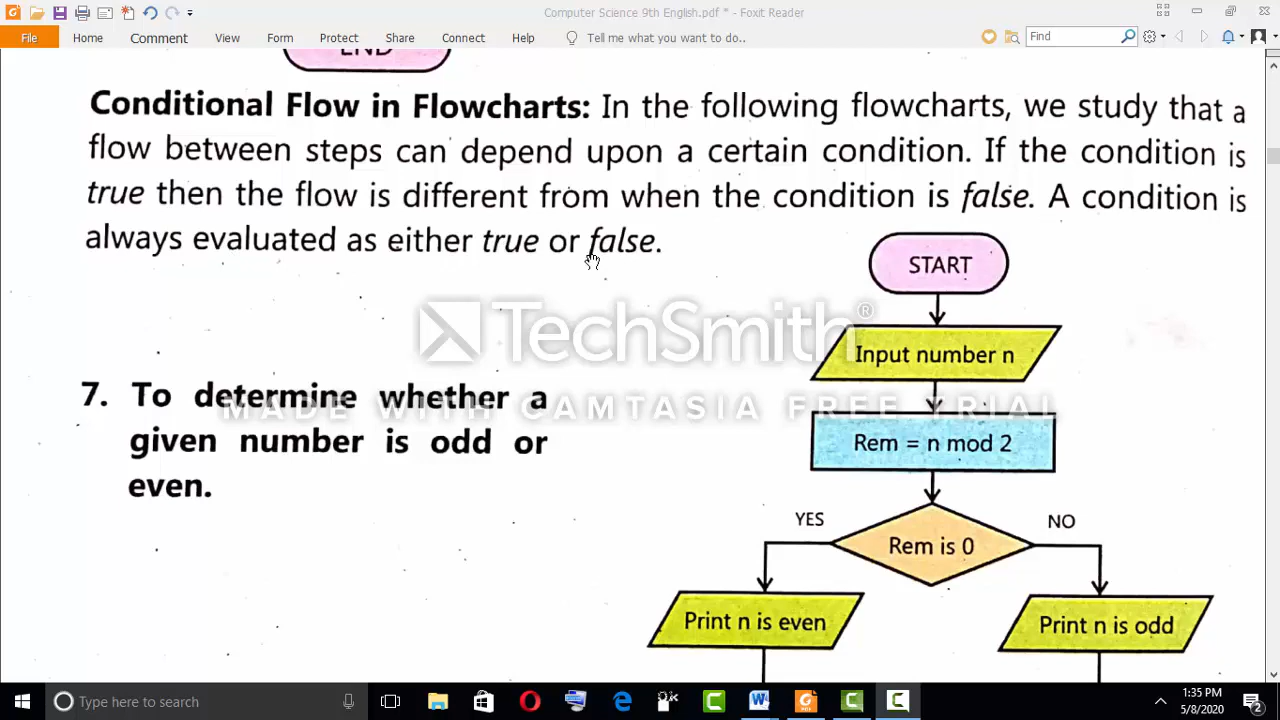 Computer Science 9th English.pdf * - Foxit Reader
File Home Comment View Form Protect Share Connect Help Tell me what you want to do.. Find
END
Conditional Flow in Flowcharts: In the following flowcharts, we study that a
flow between steps can depend upon a certain condition. If the condition is
true then the flow is different from when the condition is false. A condition is
always evaluated as either true or false.
START
TechSmith®
MADE WITH CAMTASIA FREE TRIAL
Input number n
7. To determine whether a
given number is odd or
even.
Rem = n mod 2
YES
NO
Rem is 0
Print n is even
Print n is odd
Type here to search
1:35 PM
5/8/2020
2